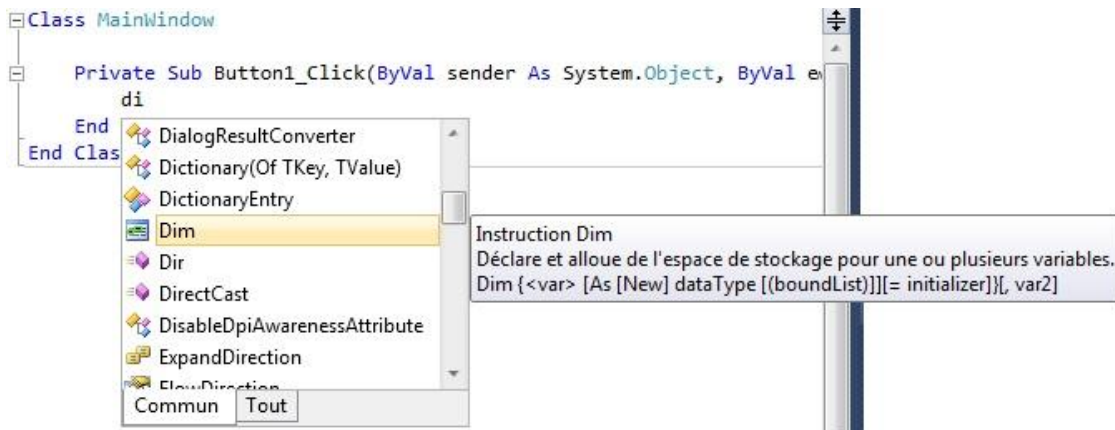 Class MainWindow
Private Sub Button1_Click(ByVal sender As System.Object, ByVal
di
End
End Clas
DialogResultConverter
Dictionary(Of TKey, TValue)
DictionaryEntry
Dim
Dir
DirectCast
DisableDpiAwarenessAttribute
ExpandDirection
FlowDirection
Commun Tout
Instruction Dim
Déclare et alloue de l'espace de stockage pour une ou plusieurs variables.
Dim {<var> [As [New] dataType [(boundList)]][= initializer]}[, var2]